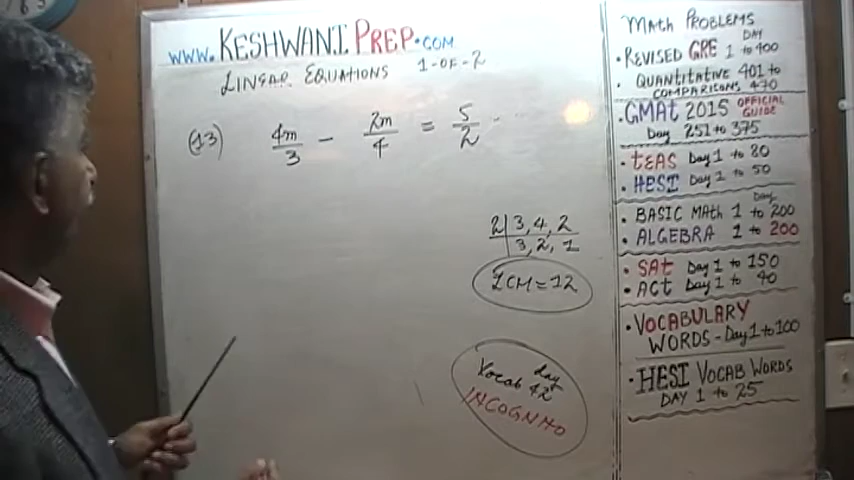 www.KESHWANI PREP.COM
LINEAR EQUATIONS 1-OF-2
(13) 4m/3 - 2m/4 = 5/2
2 | 3, 4, 2
3, 2, 1
LCM = 12
Vocab day 42
INCOGNITO
MATH PROBLEMS
DAY
• REVISED GRE 1 to 400
• QUANTITATIVE 401 to
COMPARISONS 470
• GMAt 2015 OFFICIAL GUIDE
Day 251 to 375
• tEAS Day 1 to 80
• HESI Day 1 to 50
Day
• BASIC MAth 1 to 200
• ALGEBRA 1 to 200
• SAt Day 1 to 150
• ACt Day 1 to 40
• VOCABULARY
WORDS - Day 1 to 100
• HESI VOCAB WORDS
DAY 1 to 25